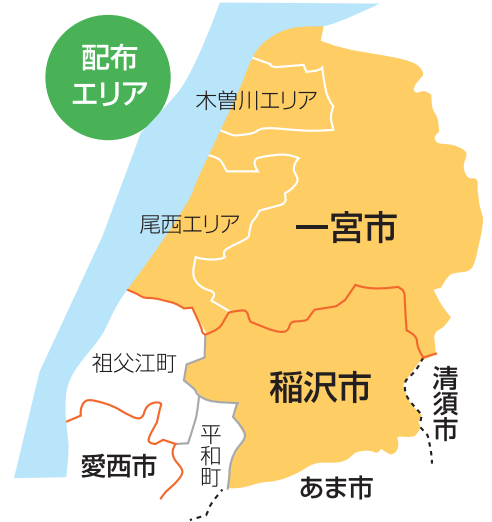 配布
エリア
木曽川エリア
尾西エリア
一宮市
祖父江町
稲沢市
清須市
平和町
愛西市
あま市